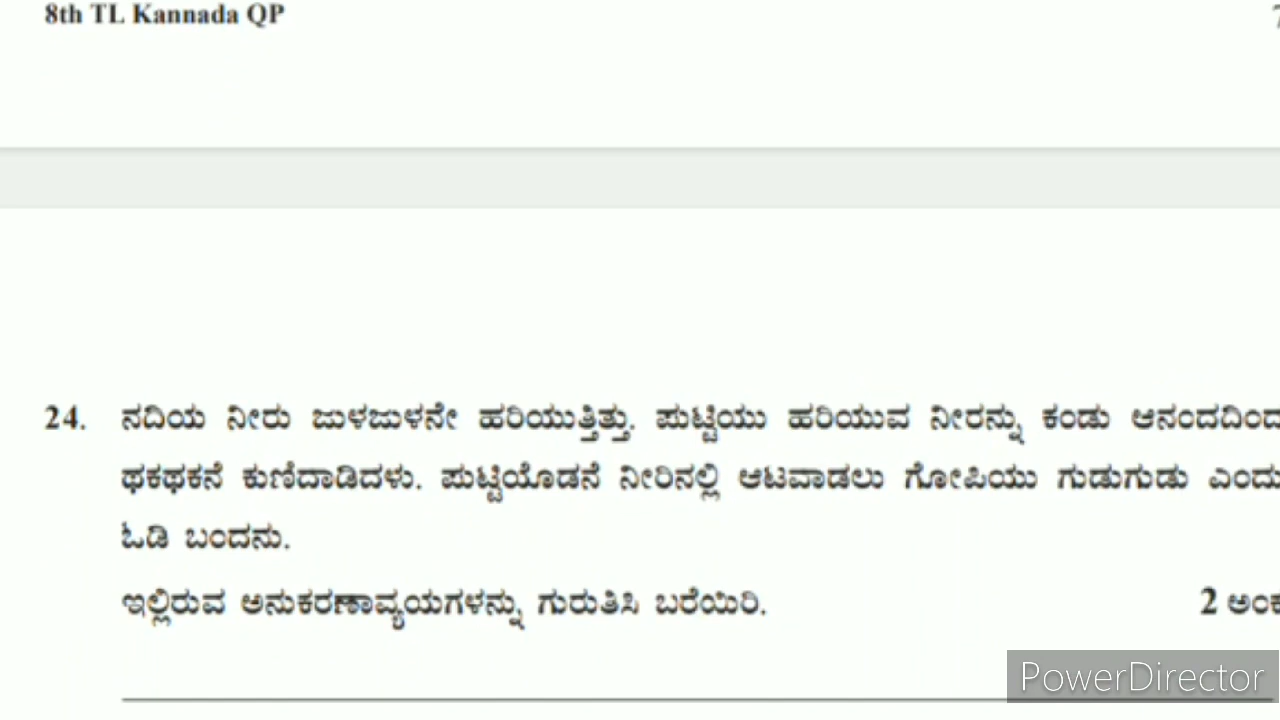 8th TL Kannada QP
24. ನದಿಯ ನೀರು ಜುಳಜುಳನೇ ಹರಿಯುತ್ತಿತ್ತು. ಪುಟ್ಟಿಯು ಹರಿಯುವ ನೀರನ್ನು ಕಂಡು ಆನಂದದಿಂದ
ಥಕಥಕನೆ ಕುಣಿದಾಡಿದಳು. ಪುಟ್ಟಿಯೊಡನೆ ನೀರಿನಲ್ಲಿ ಆಟವಾಡಲು ಗೋಪಿಯು ಗುಡುಗುಡು ಎಂದು
ಓಡಿ ಬಂದನು.
ಇಲ್ಲಿರುವ ಅನುಕರಣಾವ್ಯಯಗಳನ್ನು ಗುರುತಿಸಿ ಬರೆಯಿರಿ. 2 ಅಂಕ
PowerDirector